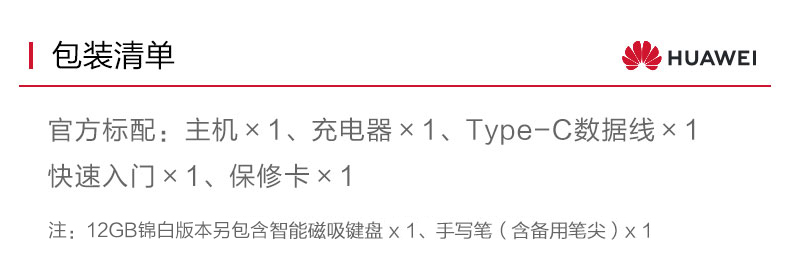 包装清单
HUAWEI
官方标配：主机×1、充电器×1、Type-C数据线×1
快速入门×1、保修卡×1
注：12GB锦白版本另包含智能磁吸键盘 x 1、手写笔（含备用笔尖）x 1